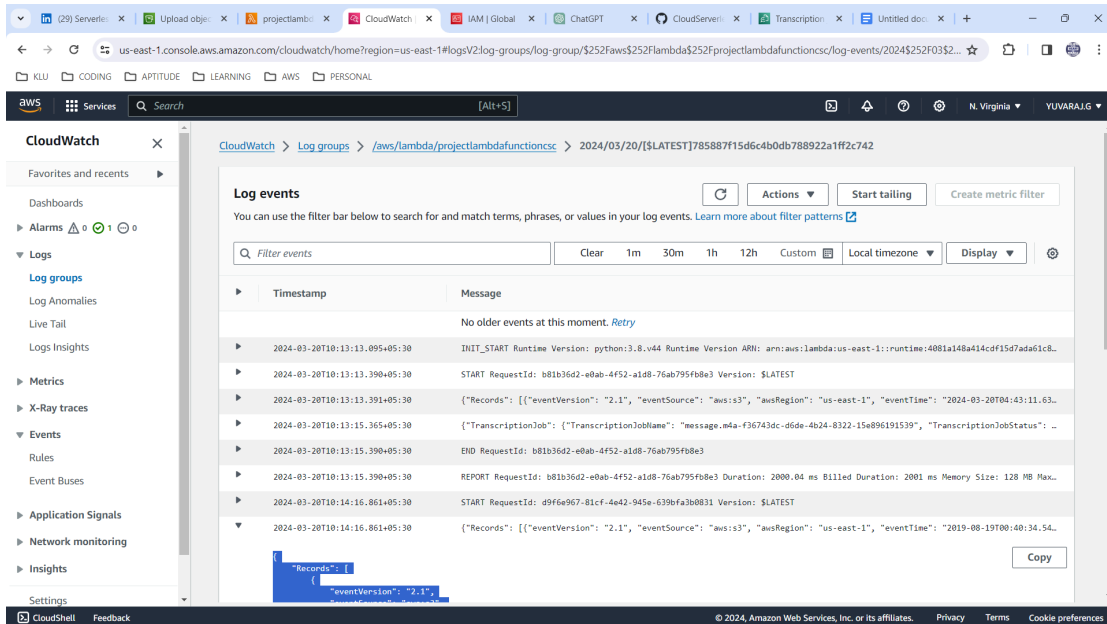 (29) Serverles
Upload objec
projectlambd
CloudWatch
IAM | Global
ChatGPT
CloudServerle
Transcription
Untitled docu
us-east-1.console.aws.amazon.com/cloudwatch/home?region=us-east-1#logsV2:log-groups/log-group/$252Faws$252Flambda$252Fprojectlambdafunctioncsc/log-events/2024$252F03$2...
KLU CODING APTITUDE LEARNING AWS PERSONAL
aws Services Search [Alt+S] N. Virginia YUVARAJ.G
CloudWatch
Favorites and recents
Dashboards
Alarms 0 1 0
Logs
Log groups
Log Anomalies
Live Tail
Logs Insights
Metrics
X-Ray traces
Events
Rules
Event Buses
Application Signals
Network monitoring
Insights
Settings
CloudWatch > Log groups > /aws/lambda/projectlambdafunctioncsc > 2024/03/20/[$LATEST]785887f15d6c4b0db788922a1ff2c742
Log events
Actions Start tailing Create metric filter
You can use the filter bar below to search for and match terms, phrases, or values in your log events. Learn more about filter patterns
Filter events Clear 1m 30m 1h 12h Custom Local timezone Display
Timestamp Message
No older events at this moment. Retry
2024-03-20T10:13:13.095+05:30 INIT_START Runtime Version: python:3.8.v44 Runtime Version ARN: arn:aws:lambda:us-east-1::runtime:4081a148a414cdf15d7ada61c8…
2024-03-20T10:13:13.390+05:30 START RequestId: b81b36d2-e0ab-4f52-a1d8-76ab795fb8e3 Version: $LATEST
2024-03-20T10:13:13.391+05:30 {"Records": [{"eventVersion": "2.1", "eventSource": "aws:s3", "awsRegion": "us-east-1", "eventTime": "2024-03-20T04:43:11.63…
2024-03-20T10:13:15.365+05:30 {"TranscriptionJob": {"TranscriptionJobName": "message.m4a-f36743dc-d6de-4b24-8322-15e896191539", "TranscriptionJobStatus": …
2024-03-20T10:13:15.390+05:30 END RequestId: b81b36d2-e0ab-4f52-a1d8-76ab795fb8e3
2024-03-20T10:13:15.390+05:30 REPORT RequestId: b81b36d2-e0ab-4f52-a1d8-76ab795fb8e3 Duration: 2000.04 ms Billed Duration: 2001 ms Memory Size: 128 MB Max…
2024-03-20T10:14:16.861+05:30 START RequestId: d9f6e967-81cf-4e42-945e-639bfa3b0831 Version: $LATEST
2024-03-20T10:14:16.861+05:30 {"Records": [{"eventVersion": "2.1", "eventSource": "aws:s3", "awsRegion": "us-east-1", "eventTime": "2019-08-19T00:40:34.54…
Copy
{
"Records": [
{
"eventVersion": "2.1",
CloudShell Feedback © 2024, Amazon Web Services, Inc. or its affiliates. Privacy Terms Cookie preferences